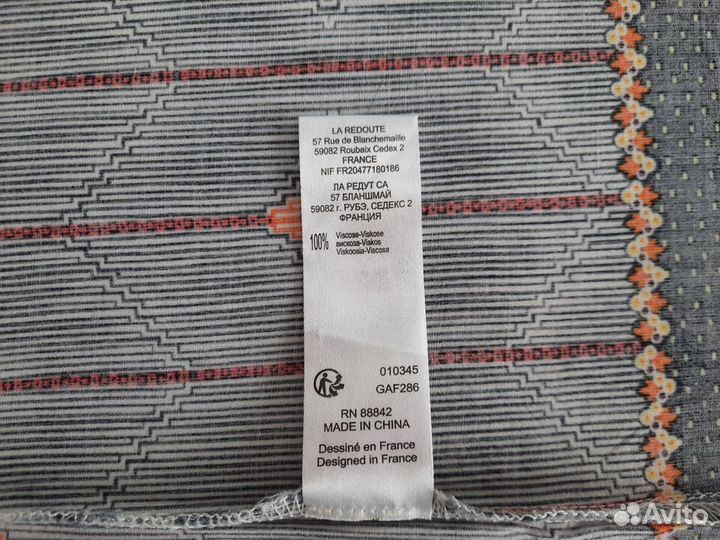 LA REDOUTE
57 Rue de Blanchemaille
59082 Roubaix Cedex 2
FRANCE
NIF FR20477180186
ЛА РЕДУТ СА
57 БЛАНШМАЙ
59082 г. РУБЭ, СЕДЕКС 2
ФРАНЦИЯ
100% Viscose-Viskose
вискоза-Viskos
Viskoosia-Viscosa
010345
GAF286
RN 88842
MADE IN CHINA
Dessiné en France
Designed in France
Avito